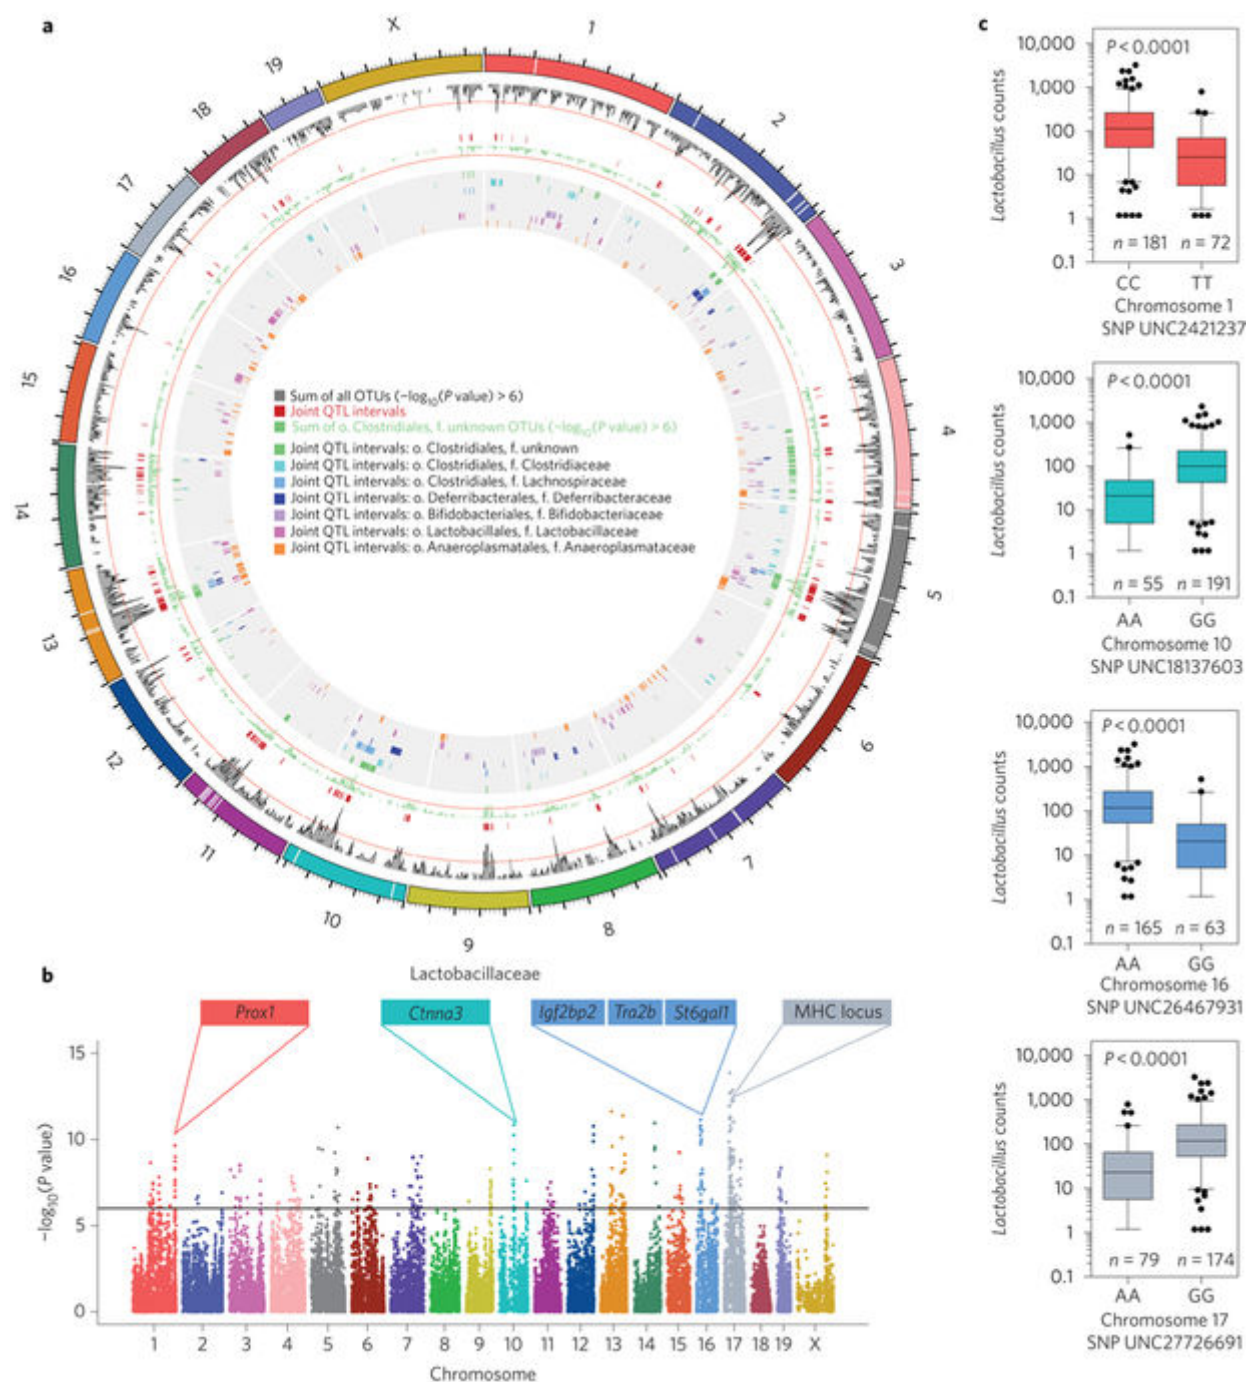 a
X
1
2
3
4
5
6
7
8
9
10
11
12
13
14
15
16
17
18
19
Sum of all OTUs (−log10(P value) > 6)
Joint QTL intervals
Sum of o. Clostridiales, f. unknown OTUs (−log10(P value) > 6)
Joint QTL intervals: o. Clostridiales, f. unknown
Joint QTL intervals: o. Clostridiales, f. Clostridiaceae
Joint QTL intervals: o. Clostridiales, f. Lachnospiraceae
Joint QTL intervals: o. Deferribacterales, f. Deferribacteraceae
Joint QTL intervals: o. Bifidobacteriales, f. Bifidobacteriaceae
Joint QTL intervals: o. Lactobacillales, f. Lactobacillaceae
Joint QTL intervals: o. Anaeroplasmatales, f. Anaeroplasmataceae
b
Lactobacillaceae
Prox1
Ctnna3
Igf2bp2 Tra2b St6gal1
MHC locus
−log10(P value)
15
10
5
0
1 2 3 4 5 6 7 8 9 10 11 12 13 14 15 16 17 18 19 X
Chromosome
c
Lactobacillus counts
10,000
1,000
100
10
1
0.1
P < 0.0001
n = 181 n = 72
CC TT
Chromosome 1
SNP UNC2421237
Lactobacillus counts
10,000
1,000
100
10
1
0.1
P < 0.0001
n = 55 n = 191
AA GG
Chromosome 10
SNP UNC18137603
Lactobacillus counts
10,000
1,000
100
10
1
0.1
P < 0.0001
n = 165 n = 63
AA GG
Chromosome 16
SNP UNC26467931
Lactobacillus counts
10,000
1,000
100
10
1
0.1
P < 0.0001
n = 79 n = 174
AA GG
Chromosome 17
SNP UNC27726691